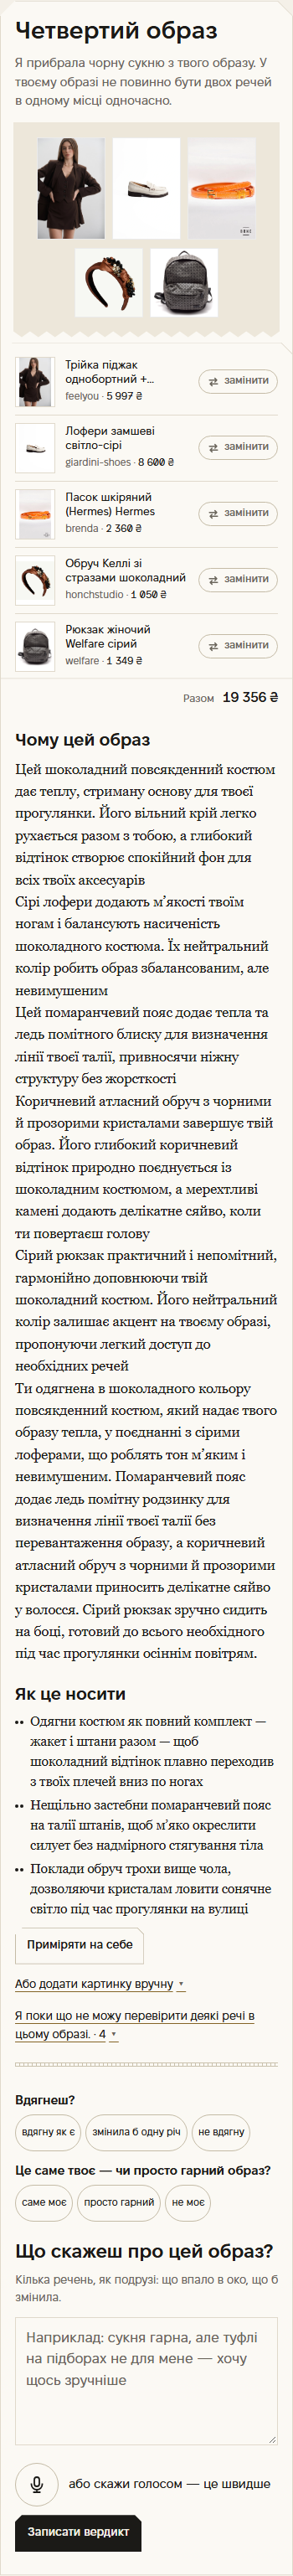 Четвертий образ
Я прибрала чорну сукню з твого образу. У
твоєму образі не повинно бути двох речей
в одному місці одночасно.
Трійка піджак
однобортний +...
feelyou · 5 997 ₴
замінити
Лофери замшеві
світло-сірі
giardini-shoes · 8 600 ₴
замінити
Пасок шкіряний
(Hermes) Hermes
brenda · 2 360 ₴
замінити
Обруч Келлі зі
стразами шоколадний
honchstudio · 1 050 ₴
замінити
Рюкзак жіночий
Welfare сірий
welfare · 1 349 ₴
замінити
Разом 19 356 ₴
Чому цей образ
Цей шоколадний повсякденний костюм
дає теплу, стриману основу для твоєї
прогулянки. Його вільний крій легко
рухається разом з тобою, а глибокий
відтінок створює спокійний фон для
всіх твоїх аксесуарів
Сірі лофери додають м’якості твоїм
ногам і балансують насиченість
шоколадного костюма. Їх нейтральний
колір робить образ збалансованим, але
невимушеним
Цей помаранчевий пояс додає тепла та
ледь помітного блиску для визначення
лінії твоєї талії, привносячи ніжну
структуру без жорсткості
Коричневий атласний обруч з чорними
й прозорими кристалами завершує твій
образ. Його глибокий коричневий
відтінок природно поєднується із
шоколадним костюмом, а мерехтливі
камені додають делікатне сяйво, коли
ти повертаєш голову
Сірий рюкзак практичний і непомітний,
гармонійно доповнюючи твій
шоколадний костюм. Його нейтральний
колір залишає акцент на твоєму образі,
пропонуючи легкий доступ до
необхідних речей
Ти одягнена в шоколадного кольору
повсякденний костюм, який надає твого
образу тепла, у поєднанні з сірими
лоферами, що роблять тон м’яким і
невимушеним. Помаранчевий пояс
додає ледь помітну родзинку для
визначення лінії твоєї талії без
перевантаження образу, а коричневий
атласний обруч з чорними й прозорими
кристалами приносить делікатне сяйво
у волосся. Сірий рюкзак зручно сидить
на боці, готовий до всього необхідного
під час прогулянки осіннім повітрям.
Як це носити
•• Одягни костюм як повний комплект —
жакет і штани разом — щоб
шоколадний відтінок плавно переходив
з твоїх плечей вниз по ногах
•• Нещільно застебни помаранчевий пояс
на талії штанів, щоб м’яко окреслити
силует без надмірного стягування тіла
•• Поклади обруч трохи вище чола,
дозволяючи кристалам ловити сонячне
світло під час прогулянки на вулиці
Приміряти на себе
Або додати картинку вручну
Я поки що не можу перевірити деякі речі в
цьому образі. · 4
Вдягнеш?
вдягну як є
змінила б одну річ
не вдягну
Це саме твоє — чи просто гарний образ?
саме моє
просто гарний
не моє
Що скажеш про цей образ?
Кілька речень, як подрузі: що впало в око, що б
змінила.
Наприклад: сукня гарна, але туфлі
на підборах не для мене — хочу
щось зручніше
або скажи голосом — це швидше
Записати вердикт